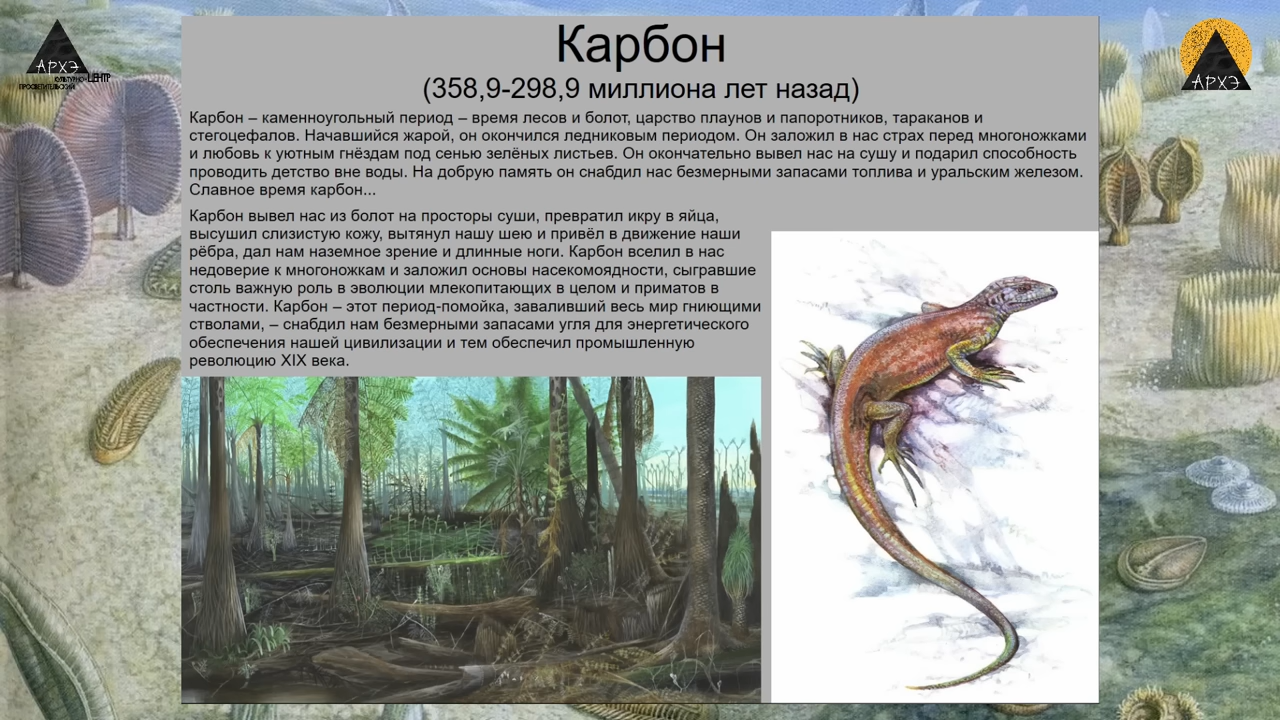 Карбон
(358,9-298,9 миллиона лет назад)
Карбон – каменноугольный период – время лесов и болот, царство плаунов и папоротников, тараканов и
стегоцефалов. Начавшийся жарой, он окончился ледниковым периодом. Он заложил в нас страх перед многоножками
и любовь к уютным гнёздам под сенью зелёных листьев. Он окончательно вывел нас на сушу и подарил способность
проводить детство вне воды. На добрую память он снабдил нас безмерными запасами топлива и уральским железом.
Славное время карбон...
Карбон вывел нас из болот на просторы суши, превратил икру в яйца,
высушил слизистую кожу, вытянул нашу шею и привёл в движение наши
рёбра, дал нам наземное зрение и длинные ноги. Карбон вселил в нас
недоверие к многоножкам и заложил основы насекомоядности, сыгравшие
столь важную роль в эволюции млекопитающих в целом и приматов в
частности. Карбон – этот период-помойка, заваливший весь мир гниющими
стволами, – снабдил нам безмерными запасами угля для энергетического
обеспечения нашей цивилизации и тем обеспечил промышленную
революцию XIX века.
АРХЭ
КУЛЬТУРНО-ЦЕНТР
ПРОСВЕТИТЕЛЬСКИЙ
АРХЭ